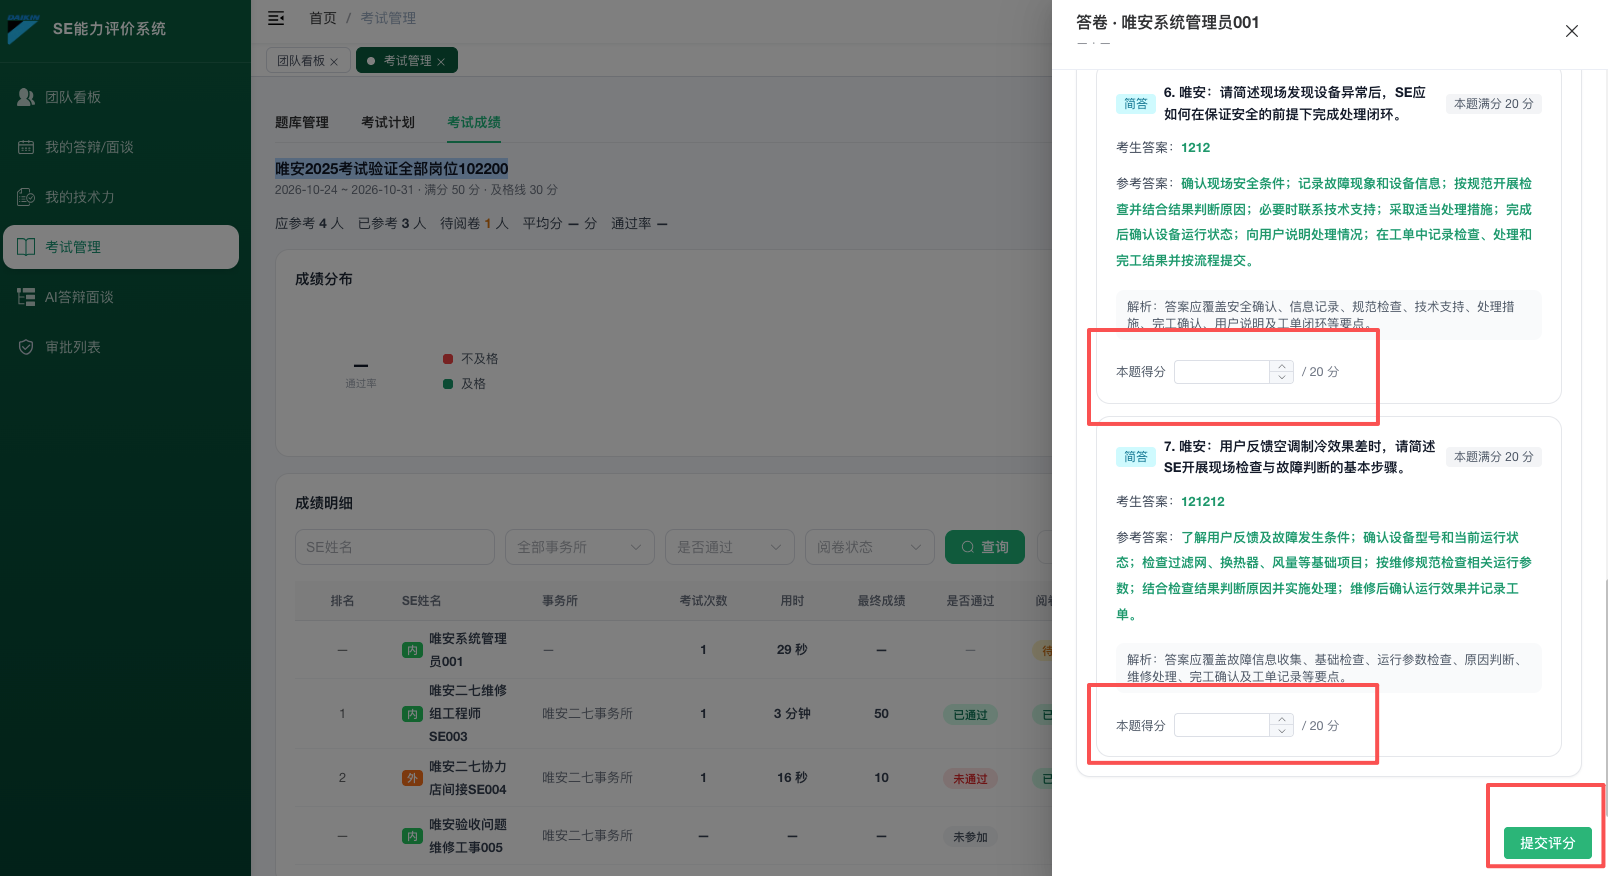 DAIKIN
SE能力评价系统
团队看板
我的答辩/面谈
我的技术力
考试管理
AI答辩面谈
审批列表
首页 / 考试管理
团队看板 ×
考试管理 ×
题库管理 考试计划 考试成绩
唯安2025考试验证全部岗位102200
2026-10-24 ~ 2026-10-31 · 满分 50 分 · 及格线 30 分
应参考 4 人 已参考 3 人 待阅卷 1 人 平均分 — 分 通过率 —
成绩分布
—
通过率
不及格
及格
成绩明细
SE姓名 全部事务所 是否通过 阅卷状态 查询
排名 SE姓名 事务所 考试次数 用时 最终成绩 是否通过 阅
— 内 唯安系统管理员001 — 1 29 秒 — — 待
1 内 唯安二七维修组工程师SE003 唯安二七事务所 1 3 分钟 50 已通过 已
2 外 唯安二七协力店间接SE004 唯安二七事务所 1 16 秒 10 未通过 已
— 内 唯安验收问题维修工事005 唯安二七事务所 — — — 未参加
答卷 · 唯安系统管理员001
简答
6. 唯安：请简述现场发现设备异常后，SE应
如何在保证安全的前提下完成处理闭环。
本题满分 20 分
考生答案：1212
参考答案：确认现场安全条件；记录故障现象和设备信息；按规范开展检
查并结合结果判断原因；必要时联系技术支持；采取适当处理措施；完成
后确认设备运行状态；向用户说明处理情况；在工单中记录检查、处理和
完工结果并按流程提交。
解析：答案应覆盖安全确认、信息记录、规范检查、技术支持、处理措
施、完工确认、用户说明及工单闭环等要点。
本题得分 / 20 分
简答
7. 唯安：用户反馈空调制冷效果差时，请简述
SE开展现场检查与故障判断的基本步骤。
本题满分 20 分
考生答案：121212
参考答案：了解用户反馈及故障发生条件；确认设备型号和当前运行状
态；检查过滤网、换热器、风量等基础项目；按维修规范检查相关运行参
数；结合检查结果判断原因并实施处理；维修后确认运行效果并记录工
单。
解析：答案应覆盖故障信息收集、基础检查、运行参数检查、原因判断、
维修处理、完工确认及工单记录等要点。
本题得分 / 20 分
提交评分